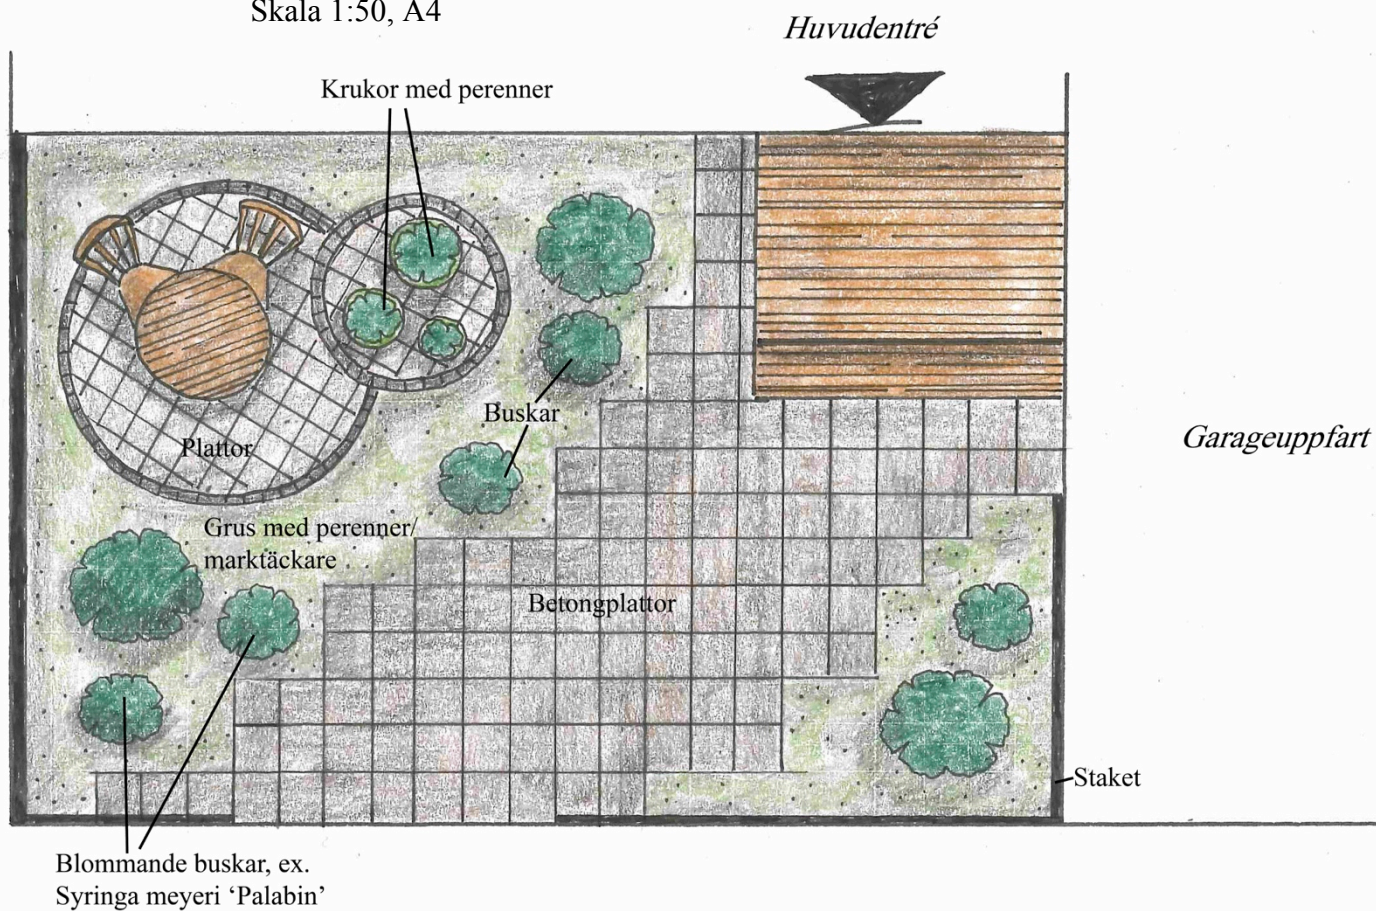 Skala 1:50, A4
Huvudentré
Krukor med perenner
Buskar
Garageuppfart
Plattor
Grus med perenner/
marktäckare
Betongplattor
Staket
Blommande buskar, ex.
Syringa meyeri ‘Palabin’